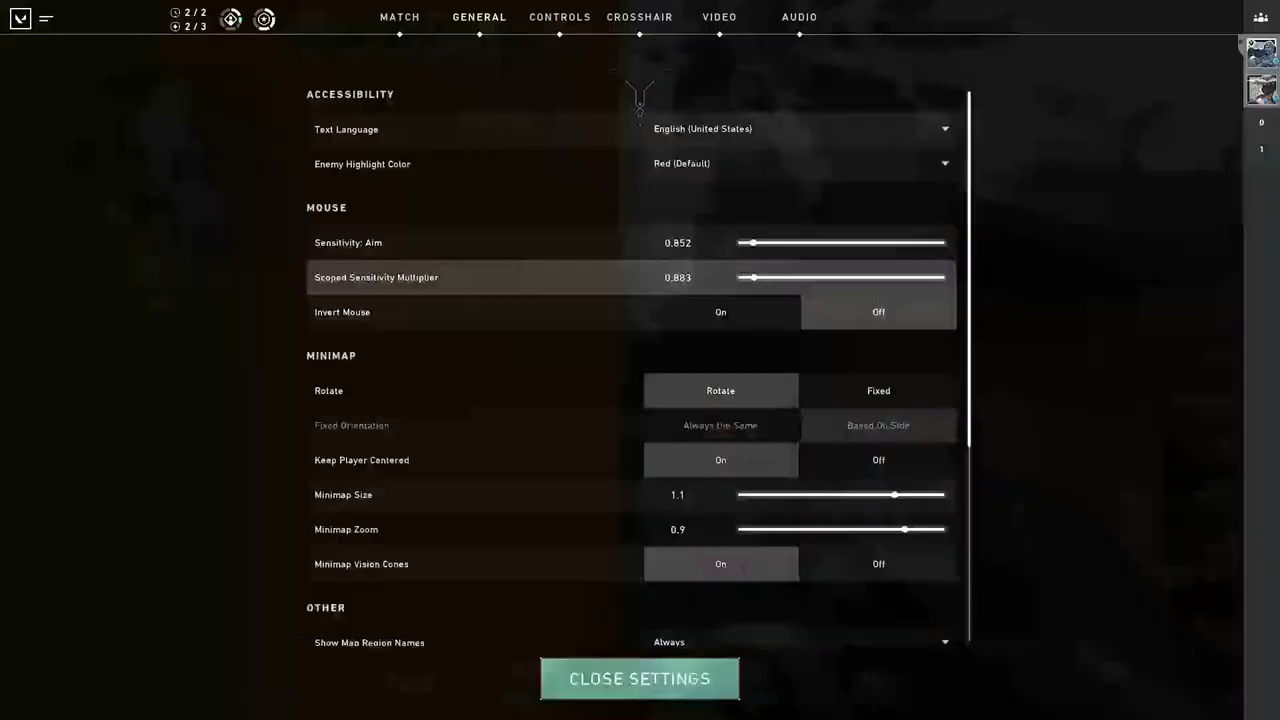 2/2
2/3
MATCH GENERAL CONTROLS CROSSHAIR VIDEO AUDIO
ACCESSIBILITY
Text Language English (United States)
Enemy Highlight Color Red (Default)
MOUSE
Sensitivity: Aim 0.852
Scoped Sensitivity Multiplier 0.883
Invert Mouse On Off
MINIMAP
Rotate Rotate Fixed
Fixed Orientation Always the Same Based On Side
Keep Player Centered On Off
Minimap Size 1.1
Minimap Zoom 0.9
Minimap Vision Cones On Off
OTHER
Show Map Region Names Always
CLOSE SETTINGS
0
1